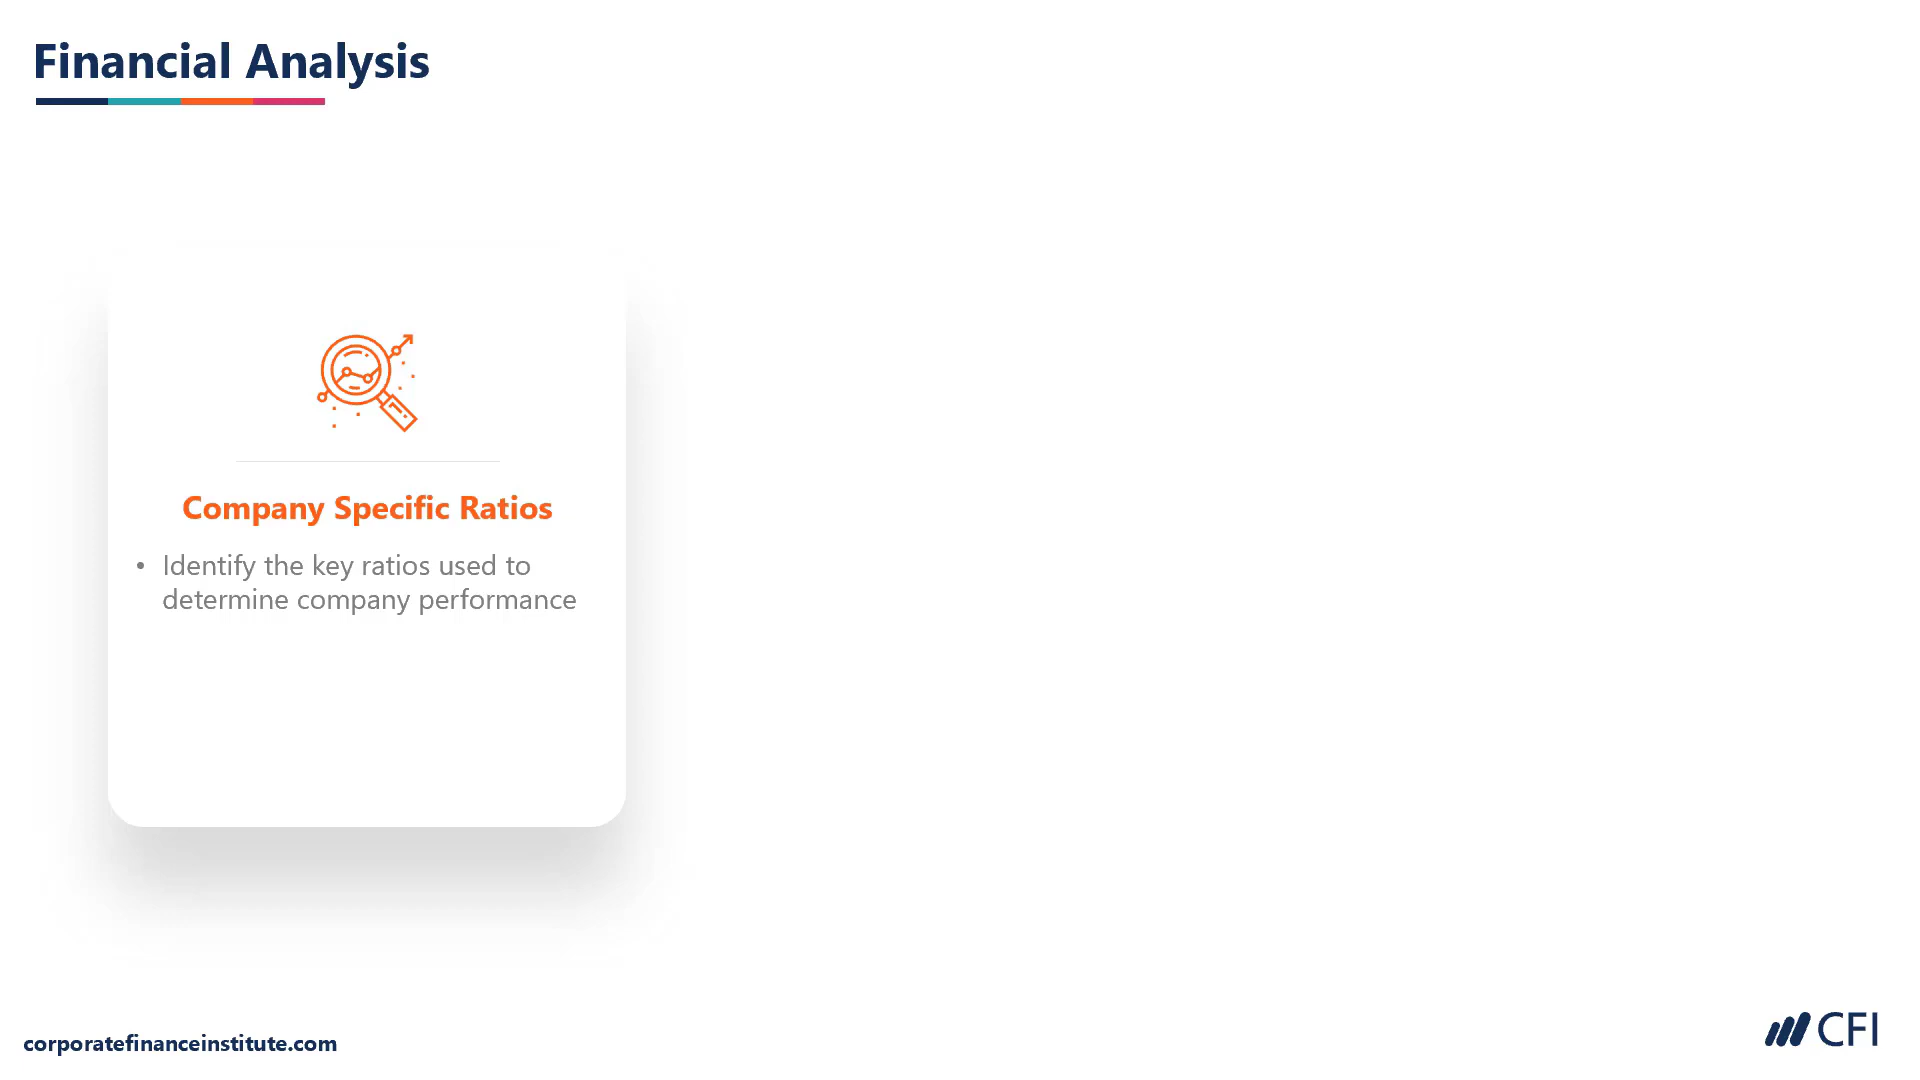 Financial Analysis
Company Specific Ratios
• Identify the key ratios used to
determine company performance
corporatefinanceinstitute.com
CFI